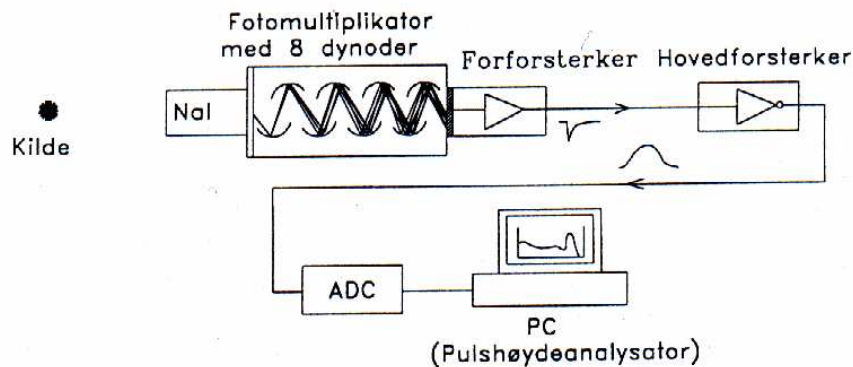 Fotomultiplikator
med 8 dynoder
Forforsterker
Hovedforsterker
NaI
Kilde
ADC
PC
(Pulshøydeanalysator)